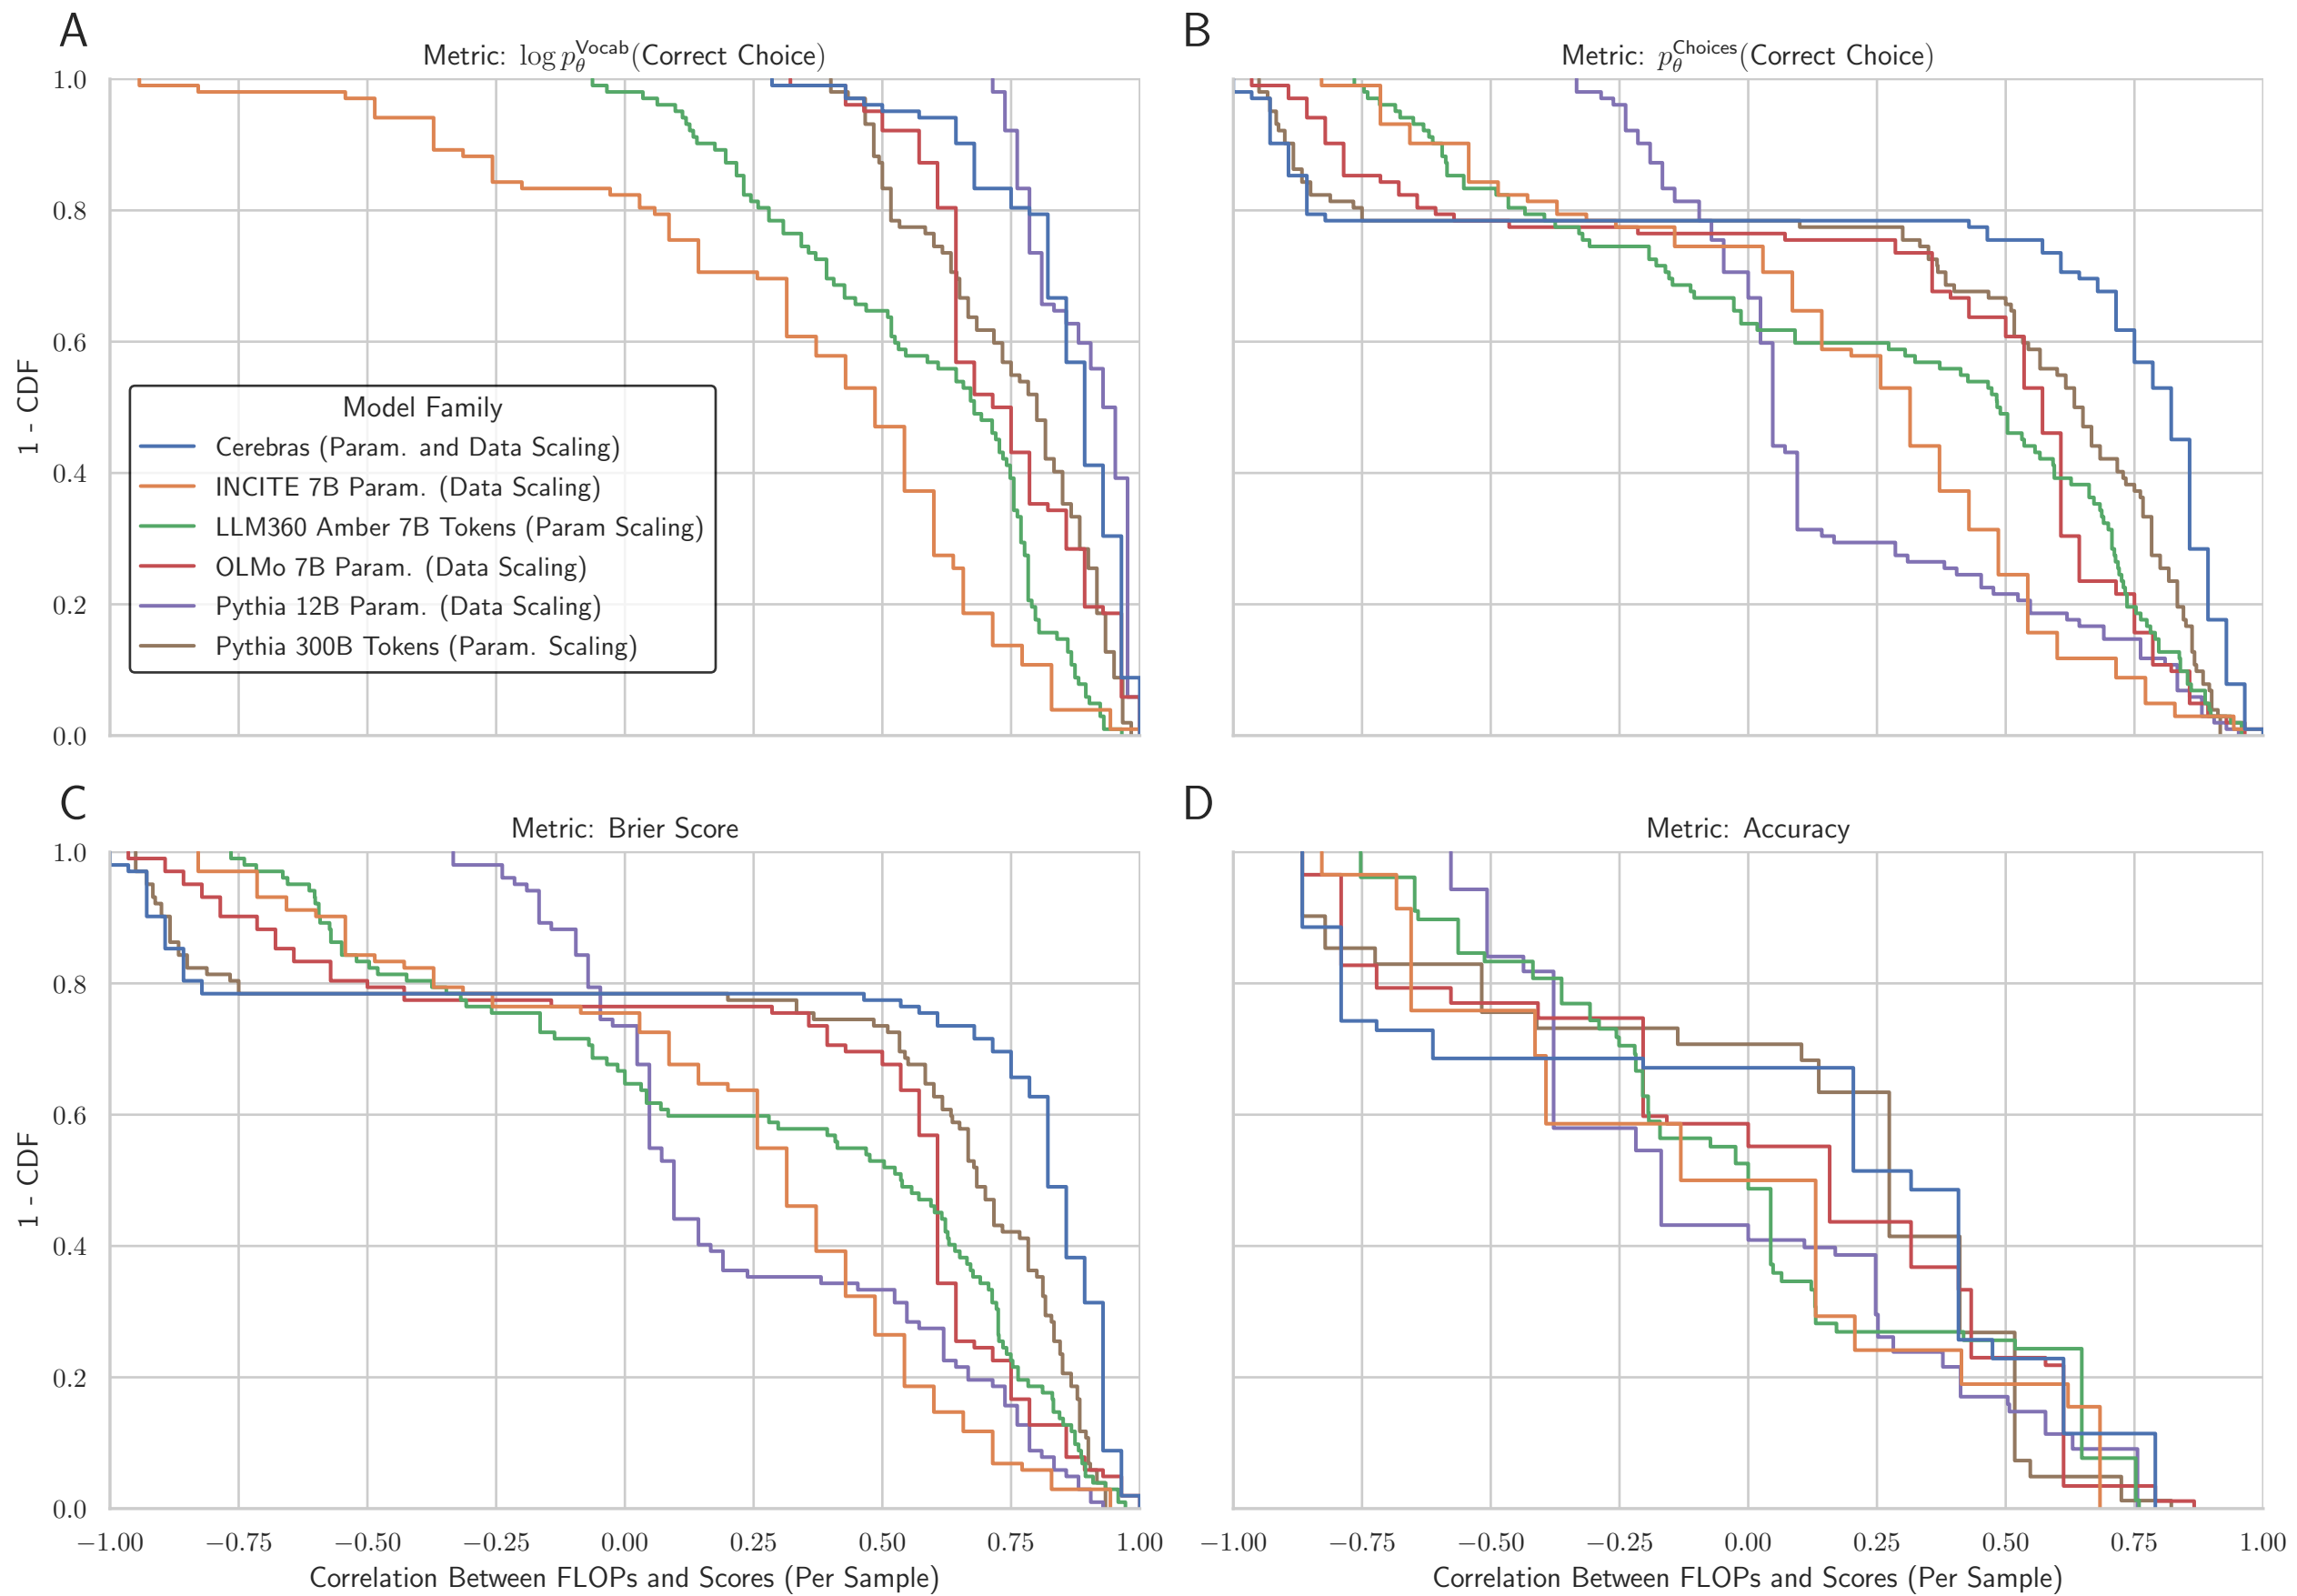 A
Metric: log p_θ^Vocab(Correct Choice)
1 - CDF
1.0
0.8
0.6
0.4
0.2
0.0
Model Family
Cerebras (Param. and Data Scaling)
INCITE 7B Param. (Data Scaling)
LLM360 Amber 7B Tokens (Param Scaling)
OLMo 7B Param. (Data Scaling)
Pythia 12B Param. (Data Scaling)
Pythia 300B Tokens (Param. Scaling)
B
Metric: p_θ^Choices(Correct Choice)
C
Metric: Brier Score
1 - CDF
1.0
0.8
0.6
0.4
0.2
0.0
−1.00 −0.75 −0.50 −0.25 0.00 0.25 0.50 0.75 1.00
Correlation Between FLOPs and Scores (Per Sample)
D
Metric: Accuracy
−1.00 −0.75 −0.50 −0.25 0.00 0.25 0.50 0.75 1.00
Correlation Between FLOPs and Scores (Per Sample)